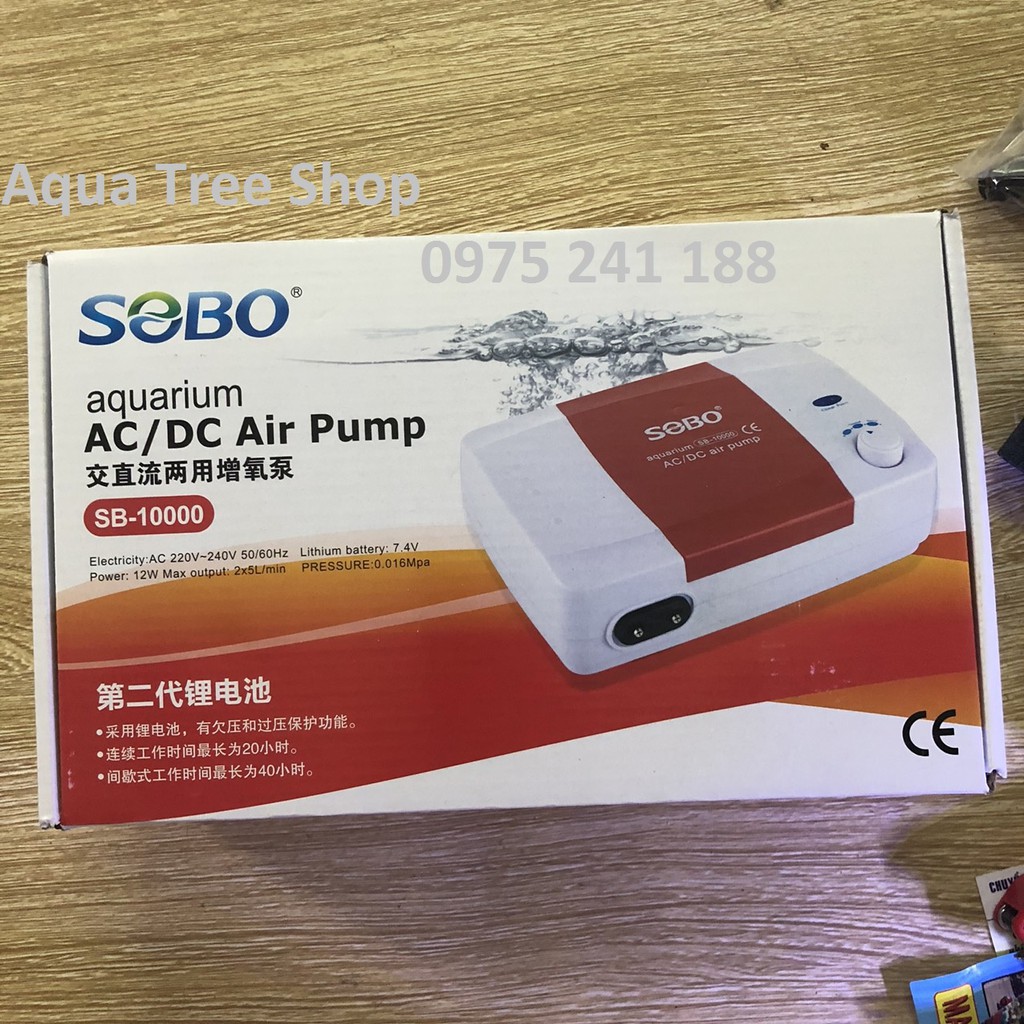 Aqua Tree Shop
0975 241 188
SOBO®
aquarium
AC/DC Air Pump
交直流两用增氧泵
SB-10000
Electricity:AC 220V~240V 50/60Hz Lithium battery: 7.4V
Power: 12W Max output: 2x5L/min PRESSURE:0.016Mpa
SOBO®
aquarium SB-10000 CE
AC/DC air pump
第二代锂电池
•采用锂电池，有欠压和过压保护功能。
•连续工作时间最长为20小时。
•间歇式工作时间最长为40小时。
CE